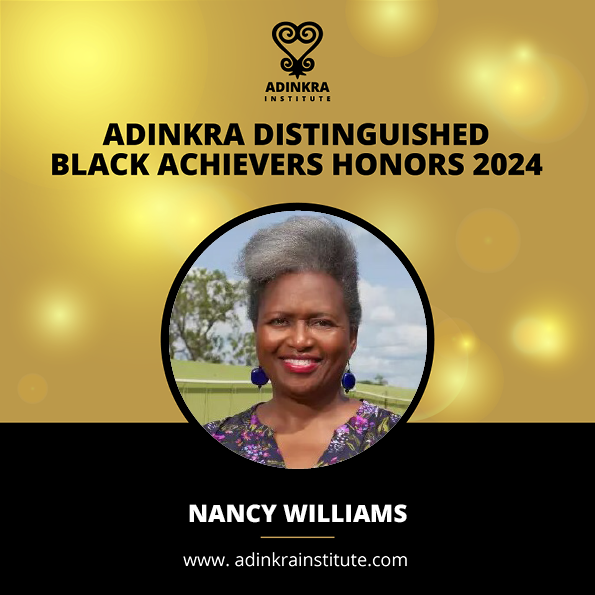 ADINKRA
INSTITUTE
ADINKRA DISTINGUISHED
BLACK ACHIEVERS HONORS 2024
NANCY WILLIAMS
www. adinkrainstitute.com